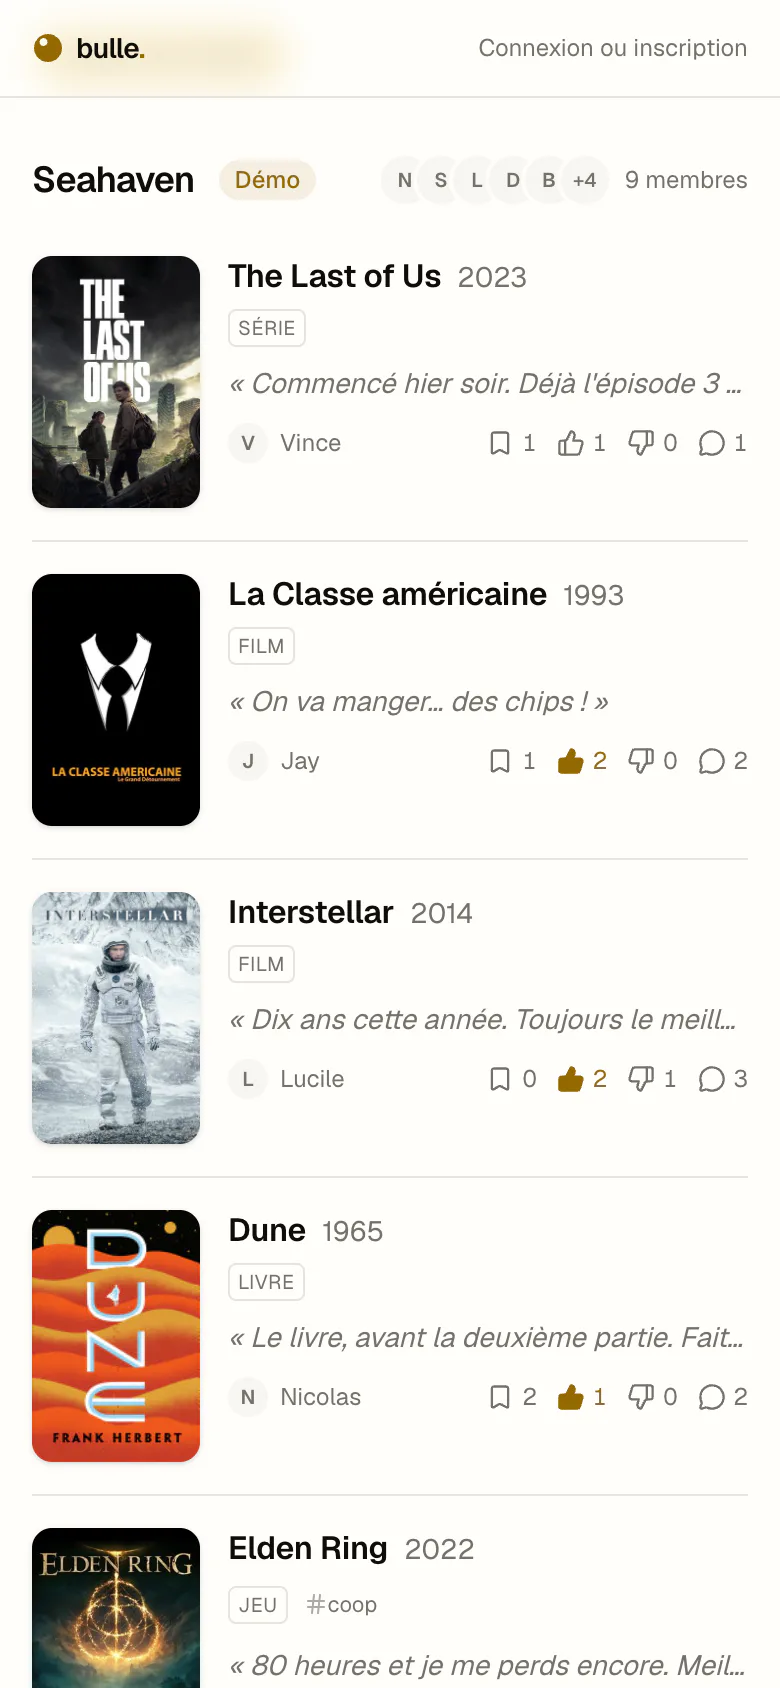 bulle.
Connexion ou inscription
Seahaven Démo N S L D B +4 9 membres
THE
LAST
OF US
The Last of Us 2023
SÉRIE
« Commencé hier soir. Déjà l'épisode 3 ...
V Vince 1 1 0 1
LA CLASSE AMERICAINE
Le Grand Détournement
La Classe américaine 1993
FILM
« On va manger... des chips ! »
J Jay 1 2 0 2
INTERSTELLAR
Interstellar 2014
FILM
« Dix ans cette année. Toujours le meill...
L Lucile 0 2 1 3
DUNE
FRANK HERBERT
Dune 1965
LIVRE
« Le livre, avant la deuxième partie. Fait...
N Nicolas 2 1 0 2
ELDEN RING
Elden Ring 2022
JEU #coop
« 80 heures et je me perds encore. Meil...